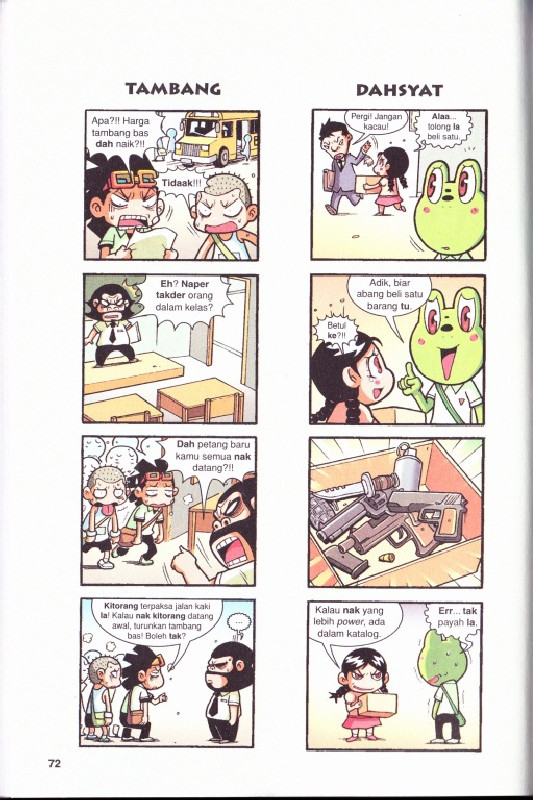 TAMBANG
Apa?!! Harga
tambang bas
dah naik?!!
Tidaak!!!
Eh? Naper
takder orang
dalam kelas?
Dah petang baru
kamu semua nak
datang?!!
Kitorang terpaksa jalan kaki
la! Kalau nak kitorang datang
awal, turunkan tambang
bas! Boleh tak?
...
DAHSYAT
Pergi! Jangan
kacau!
Alaa...
tolong la
beli satu.
Adik, biar
abang beli satu
barang tu.
Betul
ke?!!
Kalau nak yang
lebih power, ada
dalam katalog.
Err... tak
payah la.
72